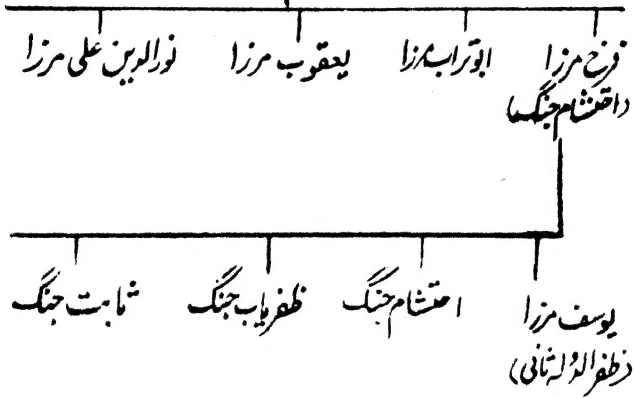 فرخ مرزا ابوتراب مرزا یعقوب مرزا نورالدین علی مرزا
(احتشام جنگ)
یوسف مرزا احتشام جنگ ظفریاب جنگ ثابت جنگ
(ظفرالدولہ ثانی)